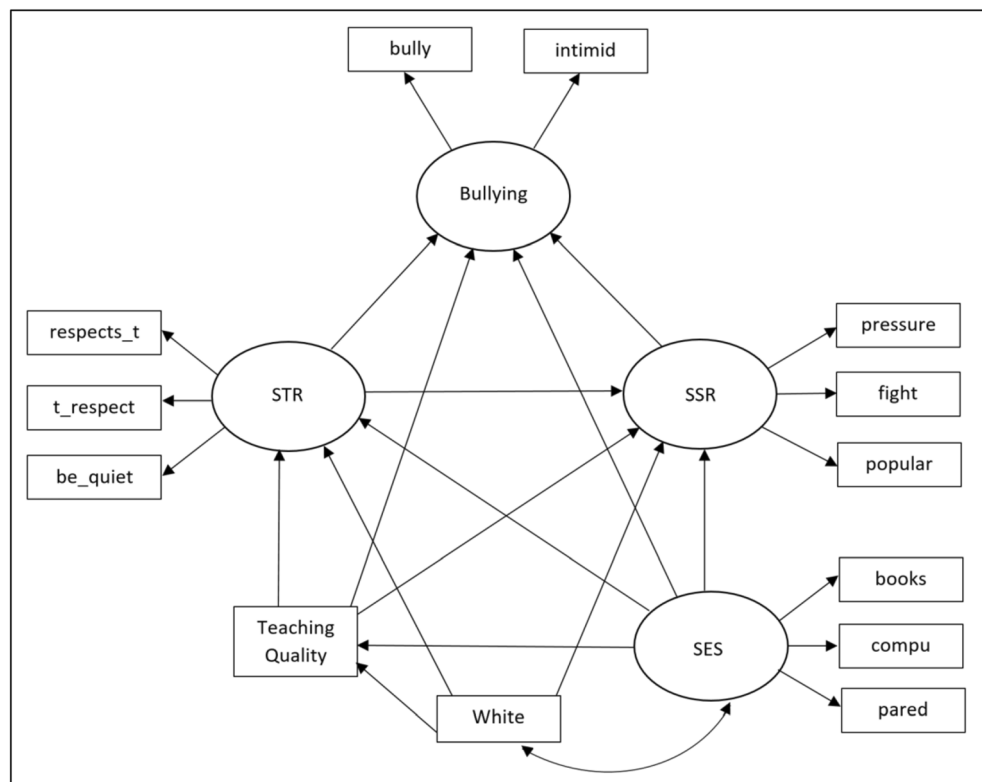 bully
intimid
Bullying
respects_t
STR
t_respect
be_quiet
pressure
SSR
fight
popular
Teaching
Quality
White
SES
books
compu
pared